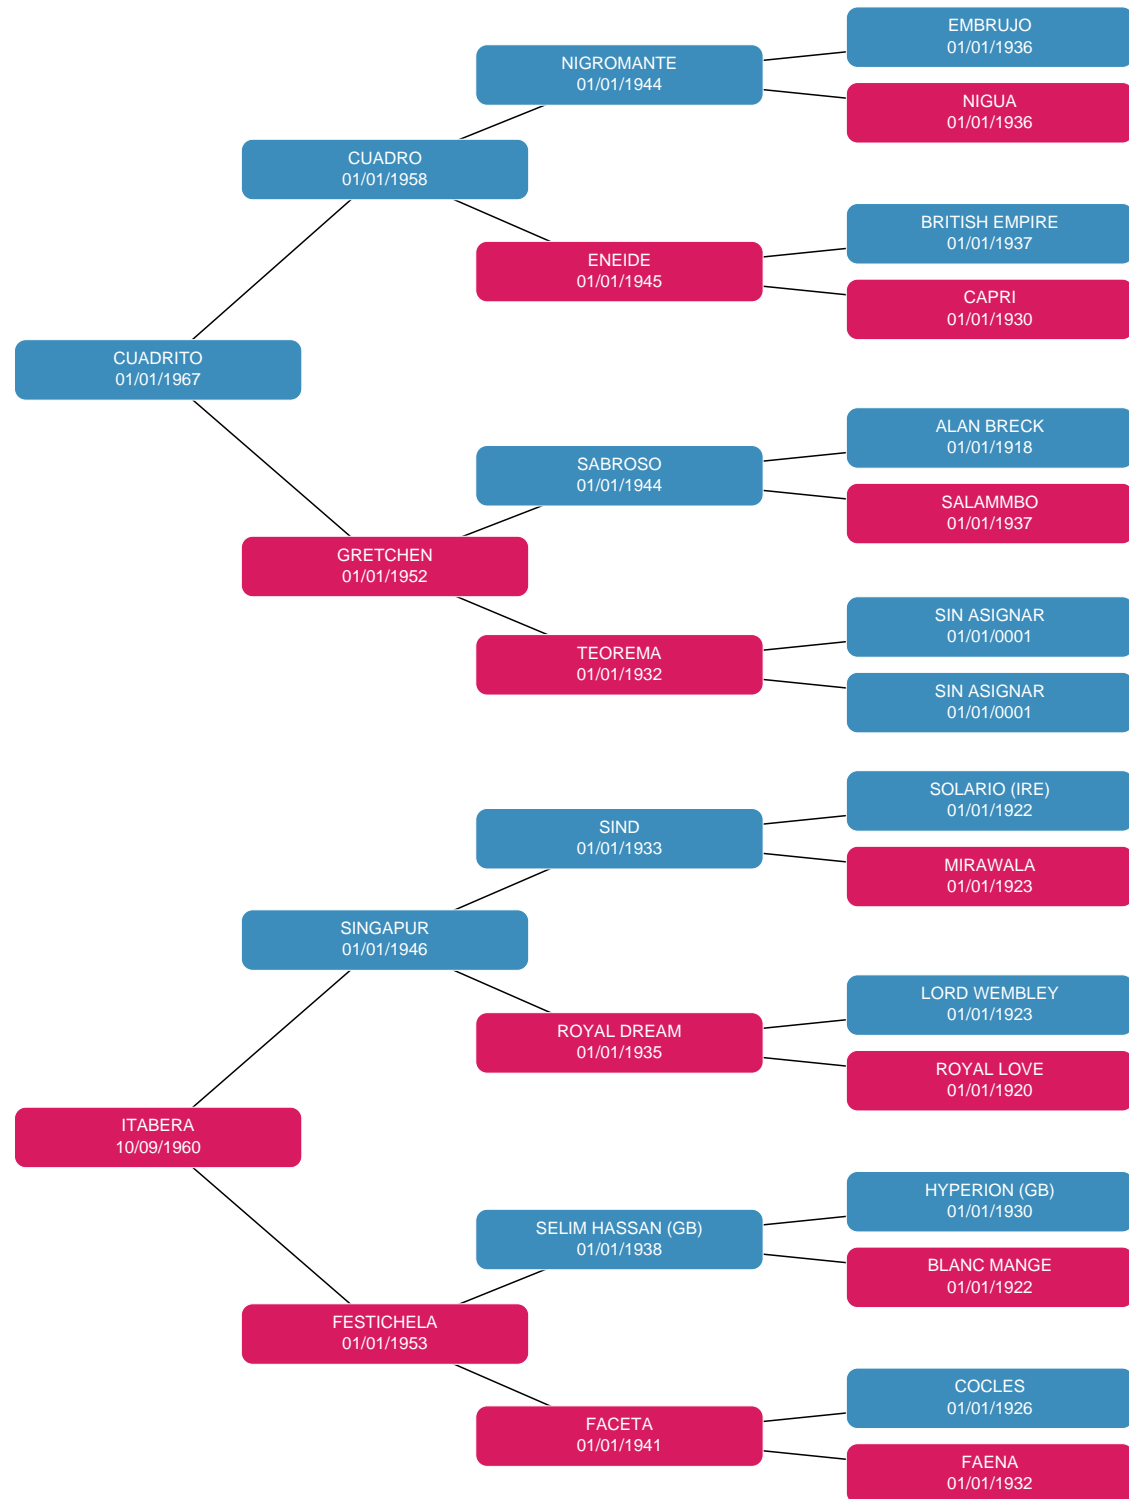 EMBRUJO
01/01/1936
NIGROMANTE
01/01/1944
NIGUA
01/01/1936
CUADRO
01/01/1958
BRITISH EMPIRE
01/01/1937
ENEIDE
01/01/1945
CAPRI
01/01/1930
CUADRITO
01/01/1967
ALAN BRECK
01/01/1918
SABROSO
01/01/1944
SALAMMBO
01/01/1937
GRETCHEN
01/01/1952
SIN ASIGNAR
01/01/0001
TEOREMA
01/01/1932
SIN ASIGNAR
01/01/0001
SOLARIO (IRE)
01/01/1922
SIND
01/01/1933
MIRAWALA
01/01/1923
SINGAPUR
01/01/1946
LORD WEMBLEY
01/01/1923
ROYAL DREAM
01/01/1935
ROYAL LOVE
01/01/1920
ITABERA
10/09/1960
HYPERION (GB)
01/01/1930
SELIM HASSAN (GB)
01/01/1938
BLANC MANGE
01/01/1922
FESTICHELA
01/01/1953
COCLES
01/01/1926
FACETA
01/01/1941
FAENA
01/01/1932